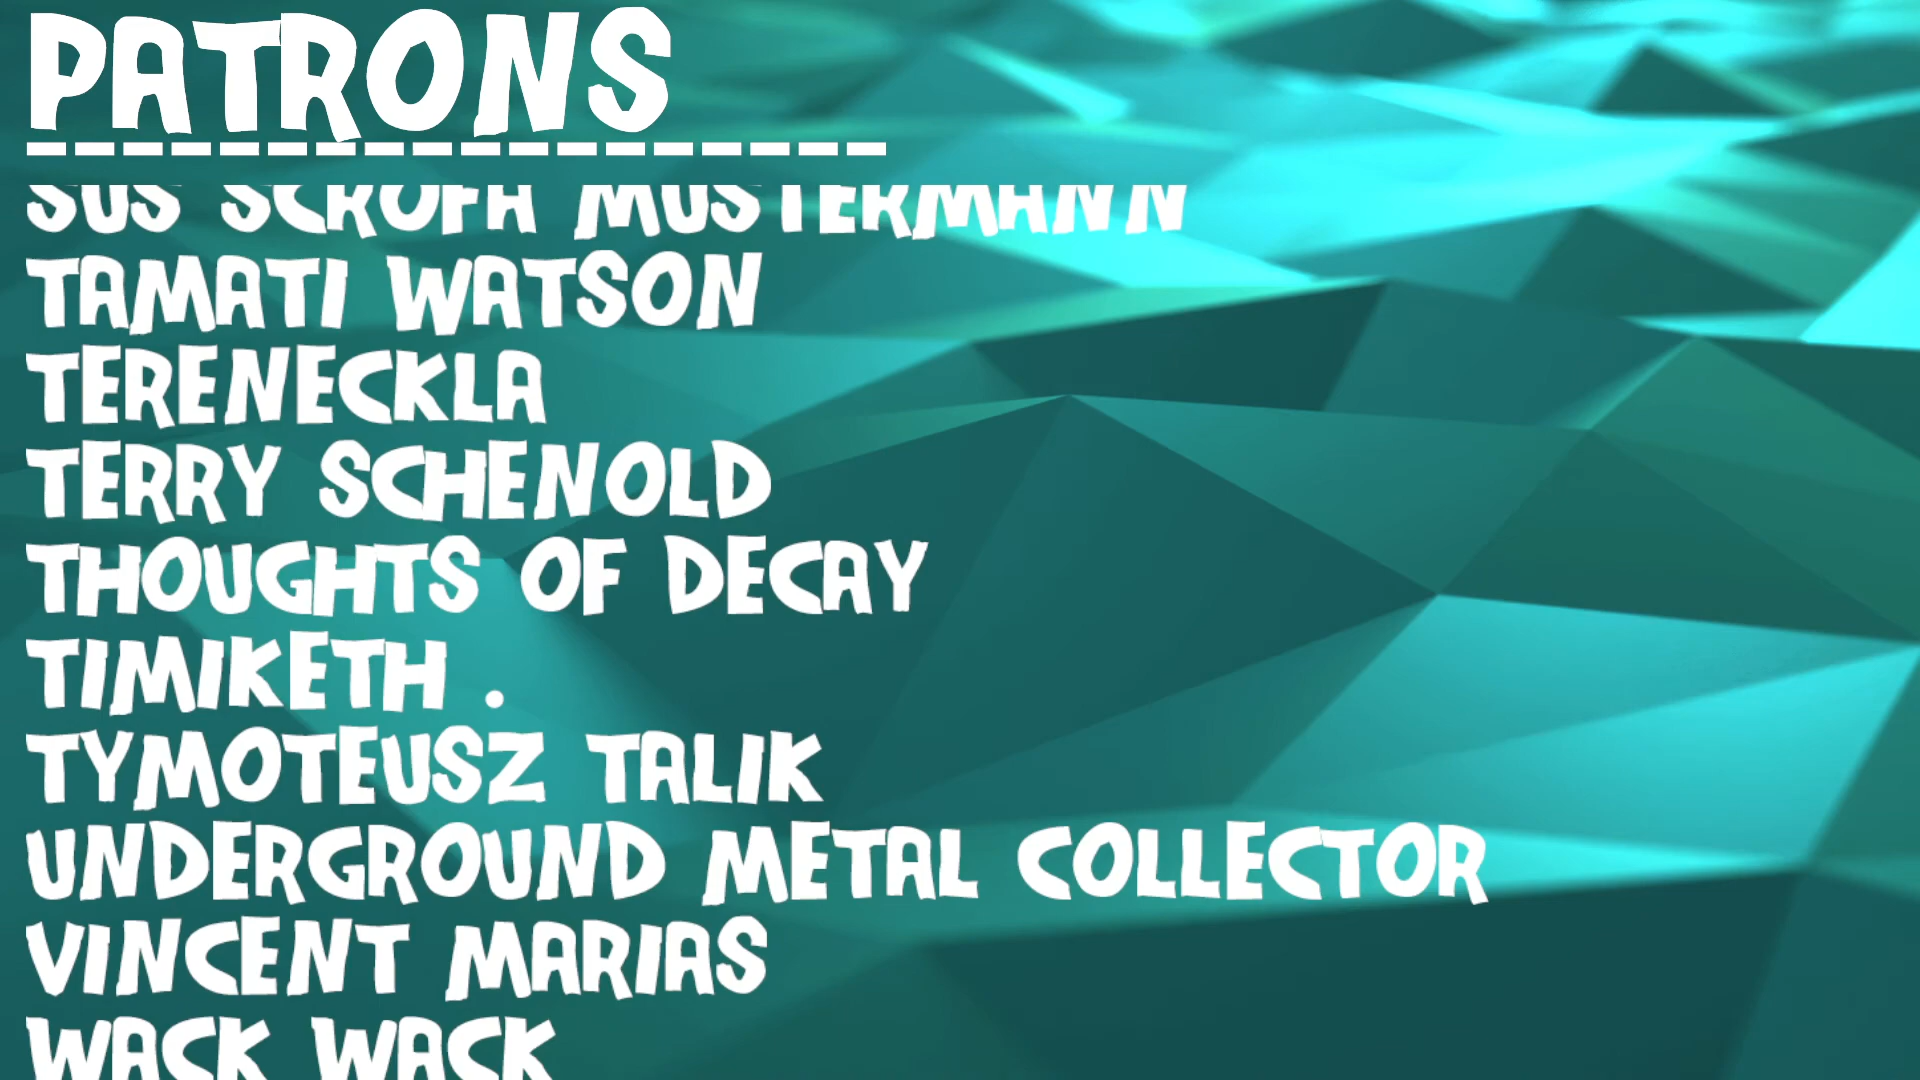 PATRONS
------------------
SUS SCROFA MUSTERMANN
TAMATI WATSON
TERENECKLA
TERRY SCHENOLD
THOUGHTS OF DECAY
TIMIKETH .
TYMOTEUSZ TALIK
UNDERGROUND METAL COLLECTOR
VINCENT MARIAS
WACK WACK